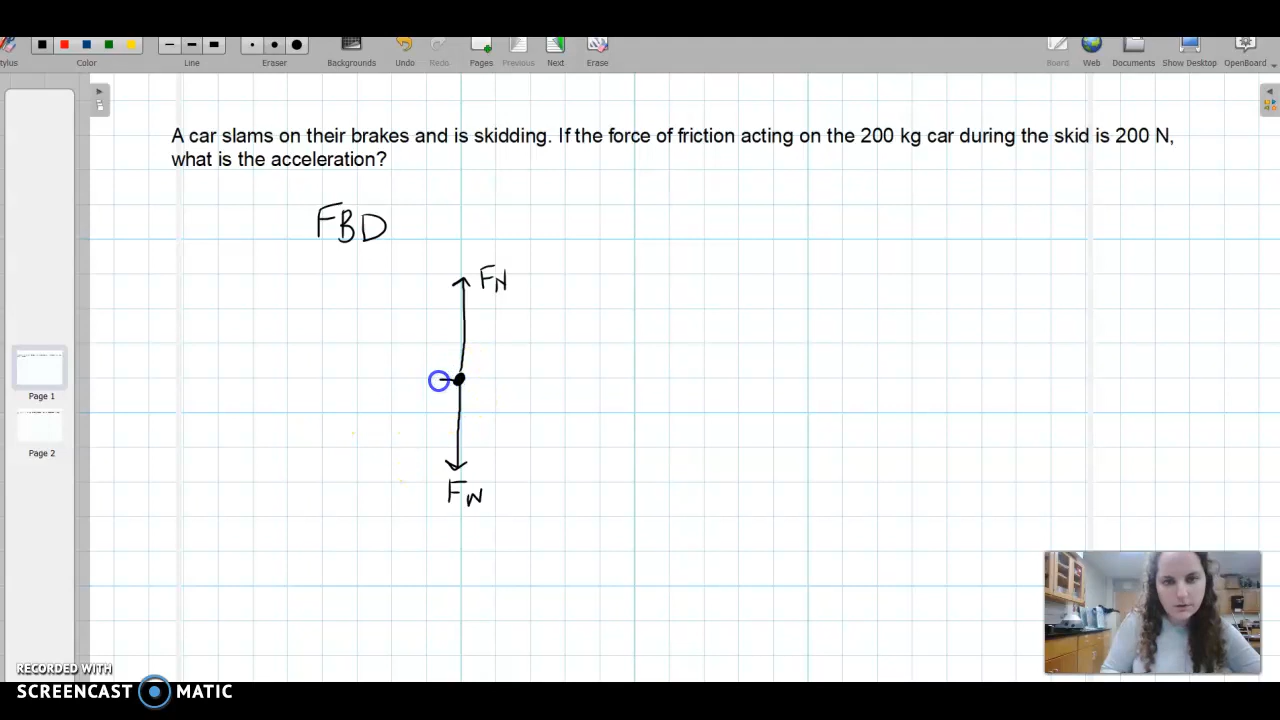 tylus
Color
Line
Eraser
Backgrounds
Undo
Redo
Pages
Previous
Next
Erase
Board
Web
Documents
Show Desktop
OpenBoard
A car slams on their brakes and is skidding. If the force of friction acting on the 200 kg car during the skid is 200 N,
what is the acceleration?
FBD
FN
FW
Page 1
Page 2
RECORDED WITH
SCREENCAST MATIC